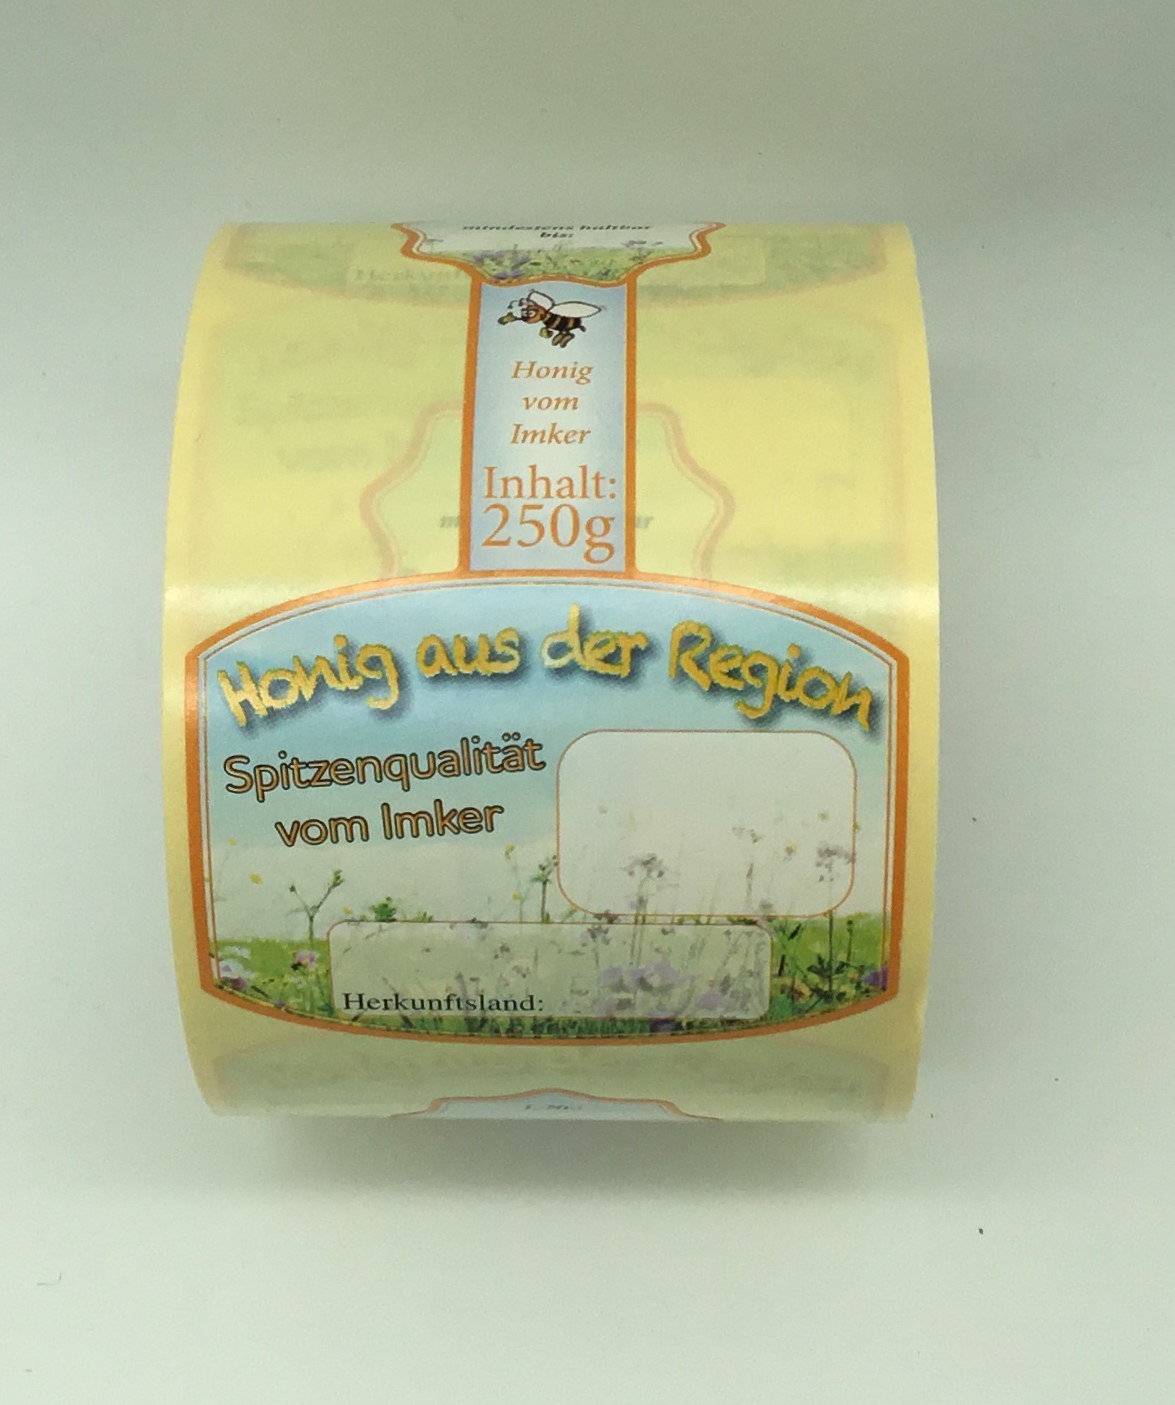 mindestens haltbar
bis:
Honig
vom
Imker
Inhalt:
250g
Honig aus der Region
Spitzenqualität
vom Imker
Herkunftsland: